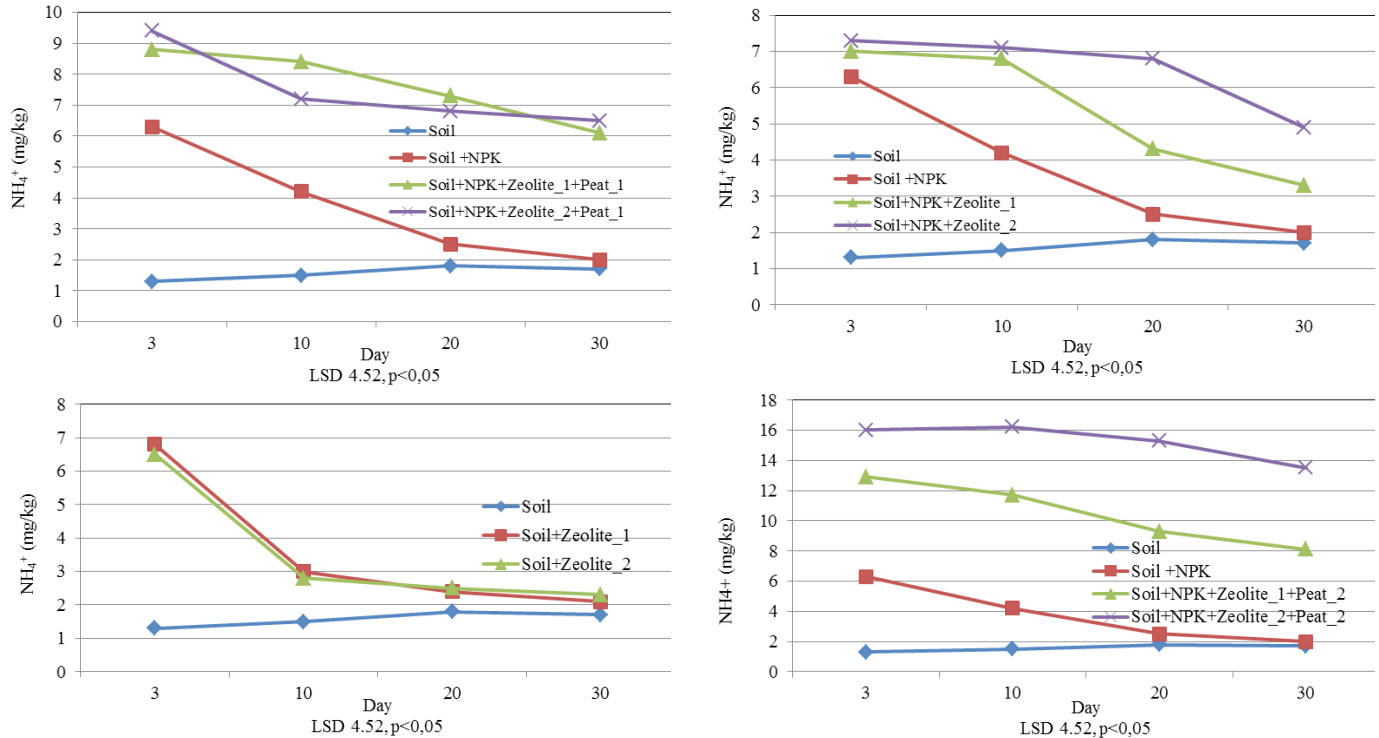 10
9
8
7
6
5
4
3
2
1
0
NH₄⁺ (mg/kg)
Soil
Soil +NPK
Soil+NPK+Zeolite_1+Peat_1
Soil+NPK+Zeolite_2+Peat_1
3 10 20 30
Day
LSD 4.52, p<0,05
8
7
6
5
4
3
2
1
0
NH₄⁺ (mg/kg)
Soil
Soil +NPK
Soil+NPK+Zeolite_1
Soil+NPK+Zeolite_2
3 10 20 30
Day
LSD 4.52, p<0,05
8
7
6
5
4
3
2
1
0
NH₄⁺ (mg/kg)
Soil
Soil+Zeolite_1
Soil+Zeolite_2
3 10 20 30
Day
LSD 4.52, p<0,05
18
16
14
12
10
8
6
4
2
0
NH4+ (mg/kg)
Soil
Soil +NPK
Soil+NPK+Zeolite_1+Peat_2
Soil+NPK+Zeolite_2+Peat_2
3 10 20 30
Day
LSD 4.52, p<0,05